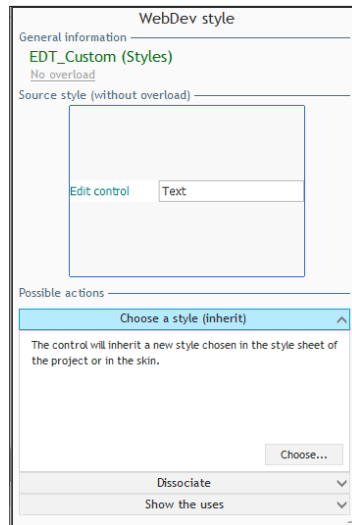 WebDev style
General information
EDT_Custom (Styles)
No overload
Source style (without overload)
Edit control Text
Possible actions
Choose a style (inherit)
The control will inherit a new style chosen in the style sheet of
the project or in the skin.
Choose...
Dissociate
Show the uses